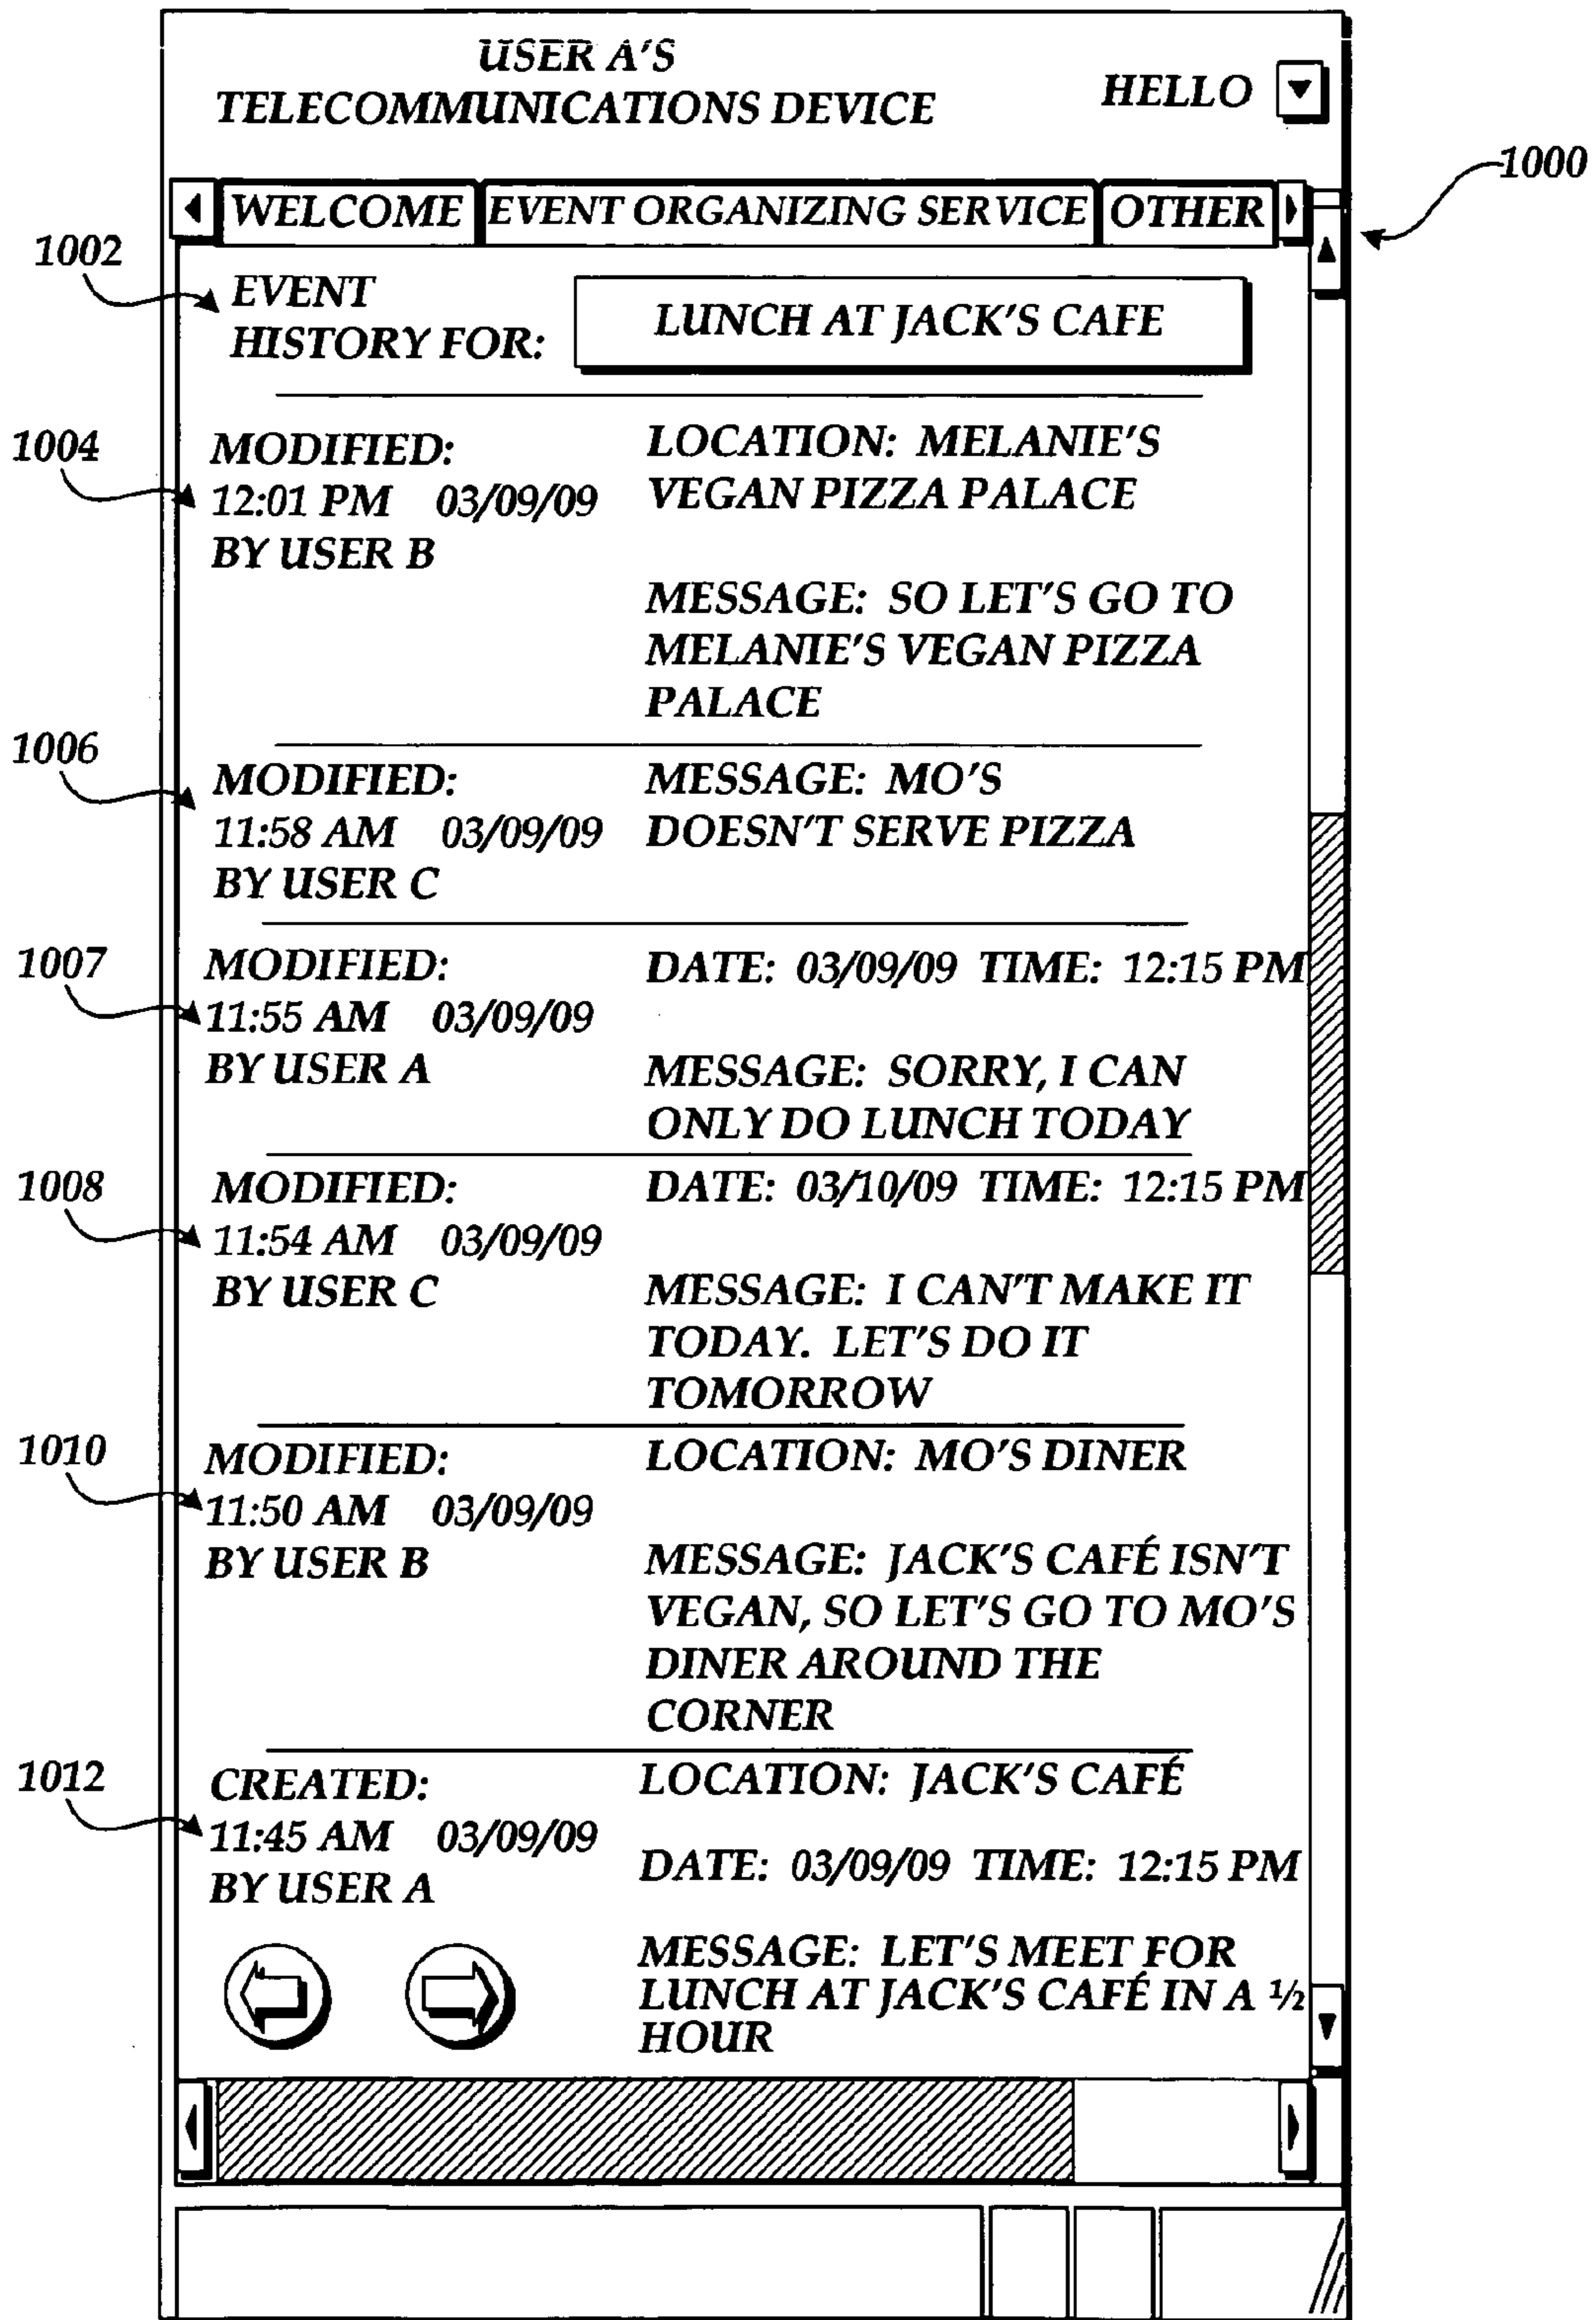 USER A'S
TELECOMMUNICATIONS DEVICE
HELLO
1000
WELCOME
EVENT ORGANIZING SERVICE
OTHER
1002
EVENT
HISTORY FOR:
LUNCH AT JACK'S CAFE
1004
MODIFIED:
12:01 PM 03/09/09
BY USER B
LOCATION: MELANIE'S
VEGAN PIZZA PALACE
MESSAGE: SO LET'S GO TO
MELANIE'S VEGAN PIZZA
PALACE
1006
MODIFIED:
11:58 AM 03/09/09
BY USER C
MESSAGE: MO'S
DOESN'T SERVE PIZZA
1007
MODIFIED:
11:55 AM 03/09/09
BY USER A
DATE: 03/09/09 TIME: 12:15 PM
MESSAGE: SORRY, I CAN
ONLY DO LUNCH TODAY
1008
MODIFIED:
11:54 AM 03/09/09
BY USER C
DATE: 03/10/09 TIME: 12:15 PM
MESSAGE: I CAN'T MAKE IT
TODAY. LET'S DO IT
TOMORROW
1010
MODIFIED:
11:50 AM 03/09/09
BY USER B
LOCATION: MO'S DINER
MESSAGE: JACK'S CAFÉ ISN'T
VEGAN, SO LET'S GO TO MO'S
DINER AROUND THE
CORNER
1012
CREATED:
11:45 AM 03/09/09
BY USER A
LOCATION: JACK'S CAFÉ
DATE: 03/09/09 TIME: 12:15 PM
MESSAGE: LET'S MEET FOR
LUNCH AT JACK'S CAFÉ IN A ½
HOUR